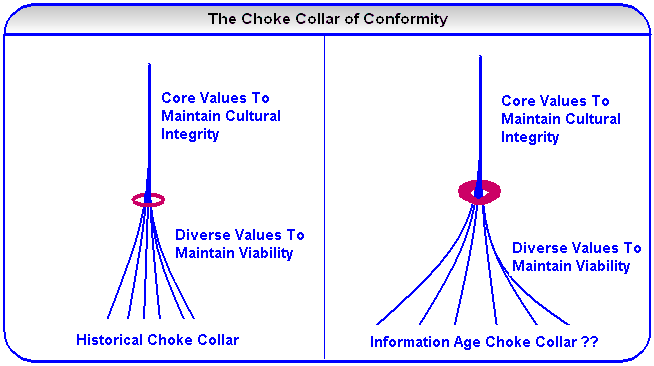 The Choke Collar of Conformity
Core Values To
Maintain Cultural
Integrity
Diverse Values To
Maintain Viability
Historical Choke Collar
Core Values To
Maintain Cultural
Integrity
Diverse Values To
Maintain Viability
Information Age Choke Collar ??